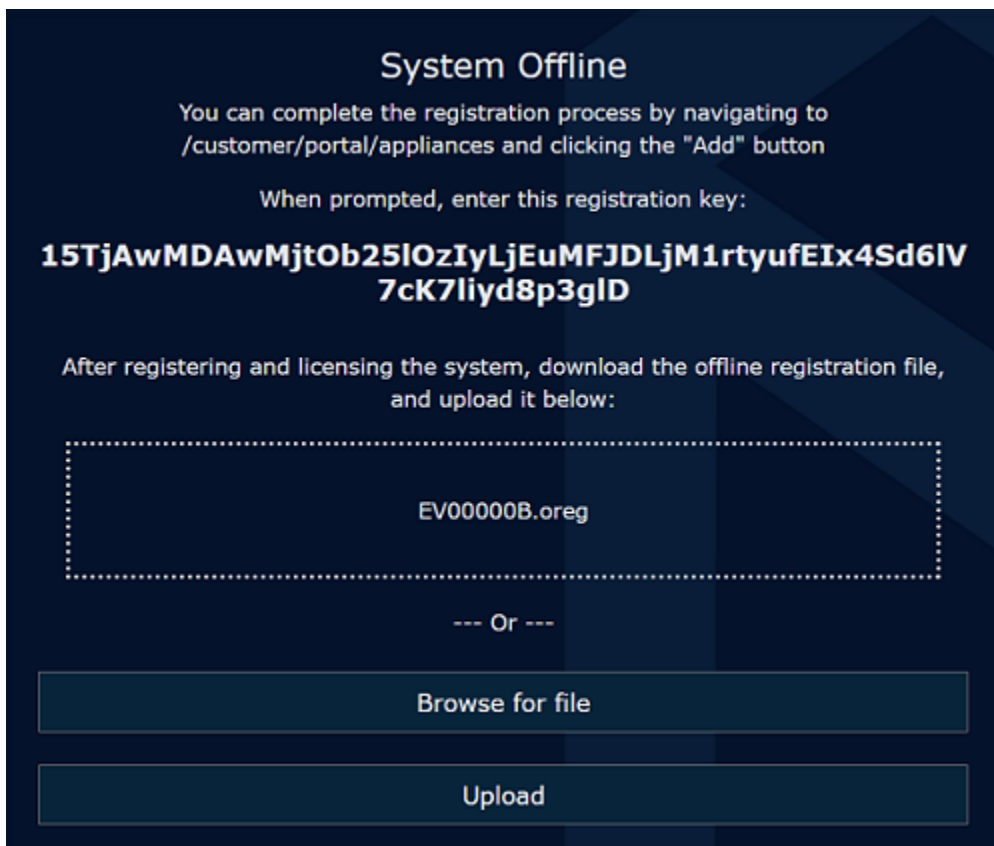 System Offline
You can complete the registration process by navigating to
/customer/portal/appliances and clicking the "Add" button
When prompted, enter this registration key:
15TjAwMDAwMjtOb25lOzIyLjEuMFJDLjM1rtyufEIx4Sd6lV
7cK7liyd8p3glD
After registering and licensing the system, download the offline registration file,
and upload it below:
EV00000B.oreg
--- Or ---
Browse for file
Upload